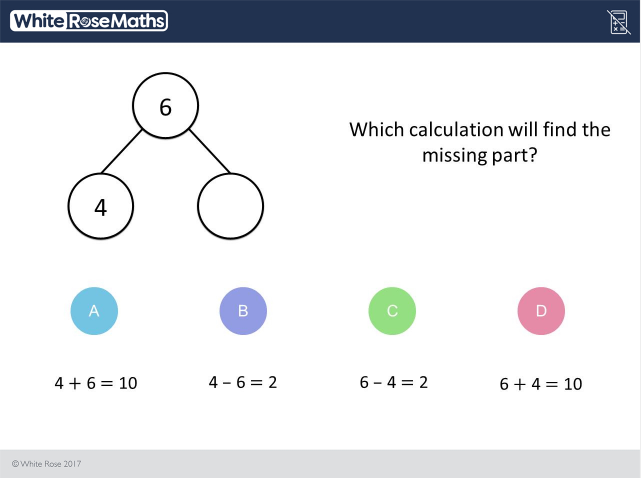 White Rose Maths
6
Which calculation will find the
missing part?
4
A
B
C
D
4 + 6 = 10
4 – 6 = 2
6 – 4 = 2
6 + 4 = 10
© White Rose 2017